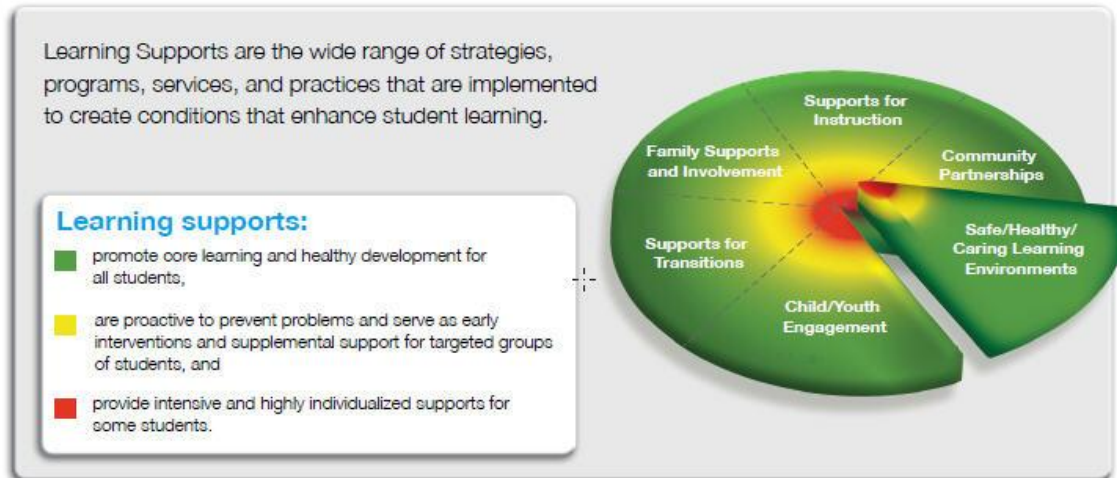 Learning Supports are the wide range of strategies,
programs, services, and practices that are implemented
to create conditions that enhance student learning.
Learning supports:
promote core learning and healthy development for
all students,
are proactive to prevent problems and serve as early
interventions and supplemental support for targeted groups
of students, and
provide intensive and highly individualized supports for
some students.
Supports for
Instruction
Family Supports
and Involvement
Community
Partnerships
Safe/Healthy/
Caring Learning
Environments
Supports for
Transitions
Child/Youth
Engagement